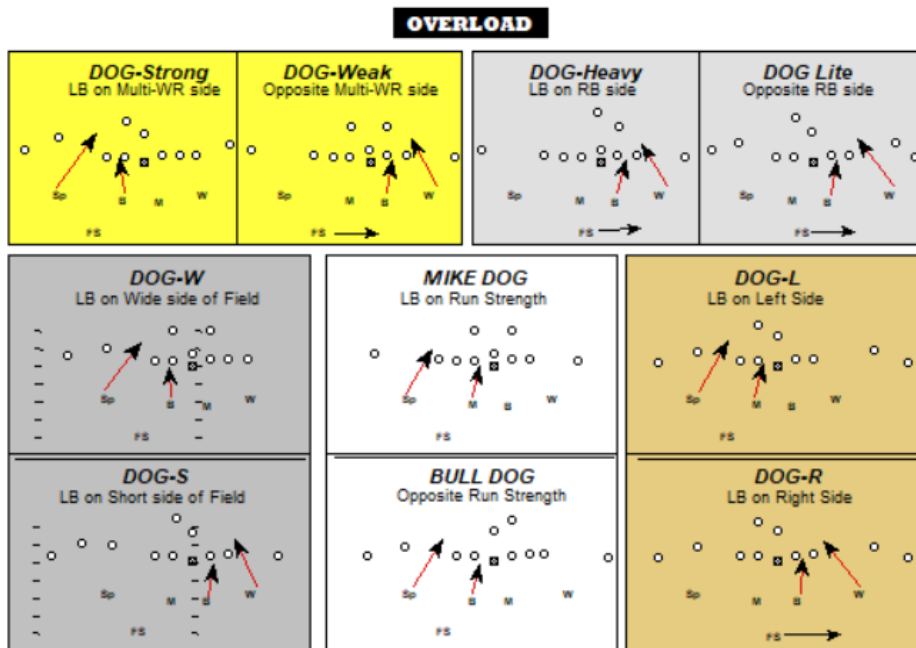 OVERLOAD
DOG-Strong
LB on Multi-WR side
Sp
B
M
W
FS
DOG-Weak
Opposite Multi-WR side
Sp
M
B
W
FS
DOG-Heavy
LB on RB side
Sp
M
B
W
FS
DOG Lite
Opposite RB side
Sp
M
B
W
FS
DOG-W
LB on Wide side of Field
Sp
B
M
W
FS
MIKE DOG
LB on Run Strength
Sp
M
B
W
FS
DOG-L
LB on Left Side
Sp
M
B
W
FS
DOG-S
LB on Short side of Field
Sp
M
B
W
FS
BULL DOG
Opposite Run Strength
Sp
B
M
W
FS
DOG-R
LB on Right Side
Sp
M
B
W
FS